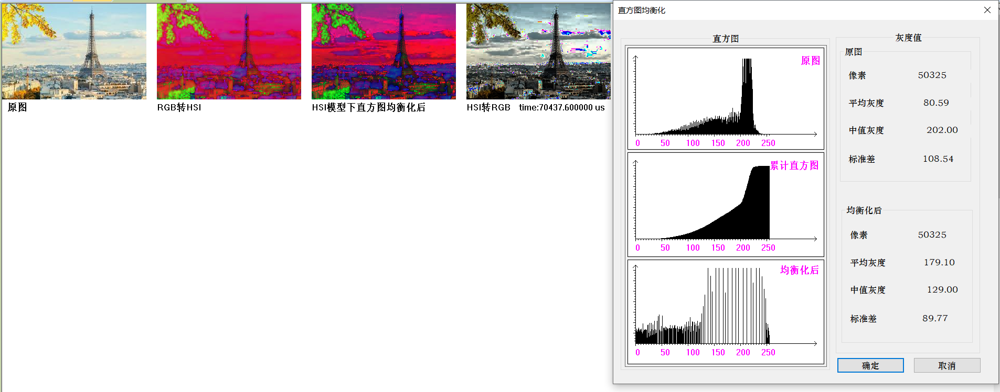 原图
RGB转HSI
HSI模型下直方图均衡化后
HSI转RGB time:70437.600000 us
直方图均衡化
直方图
原图
0 50 100 150 200 250
累计直方图
0 50 100 150 200 250
均衡化后
0 50 100 150 200 250
灰度值
原图
像素 50325
平均灰度 80.59
中值灰度 202.00
标准差 108.54
均衡化后
像素 50325
平均灰度 179.10
中值灰度 129.00
标准差 89.77
确定 取消